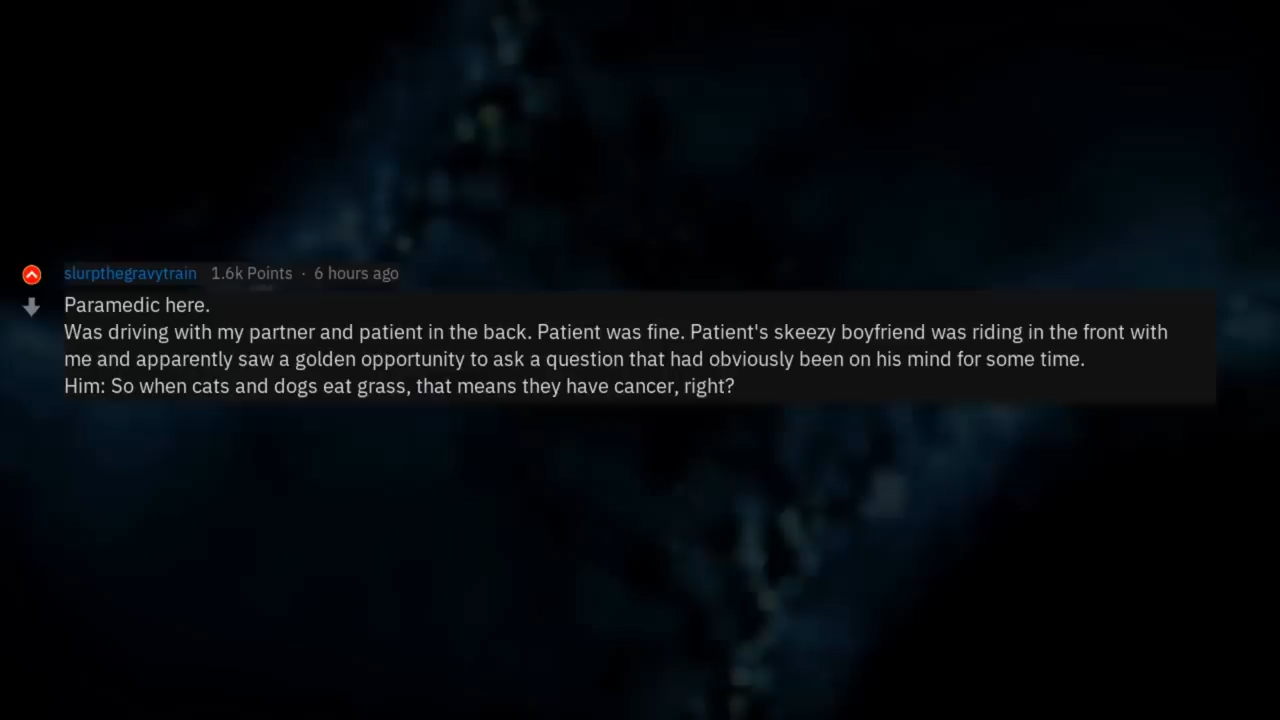 slurpthegravytrain 1.6k Points · 6 hours ago
Paramedic here.
Was driving with my partner and patient in the back. Patient was fine. Patient's skeezy boyfriend was riding in the front with
me and apparently saw a golden opportunity to ask a question that had obviously been on his mind for some time.
Him: So when cats and dogs eat grass, that means they have cancer, right?